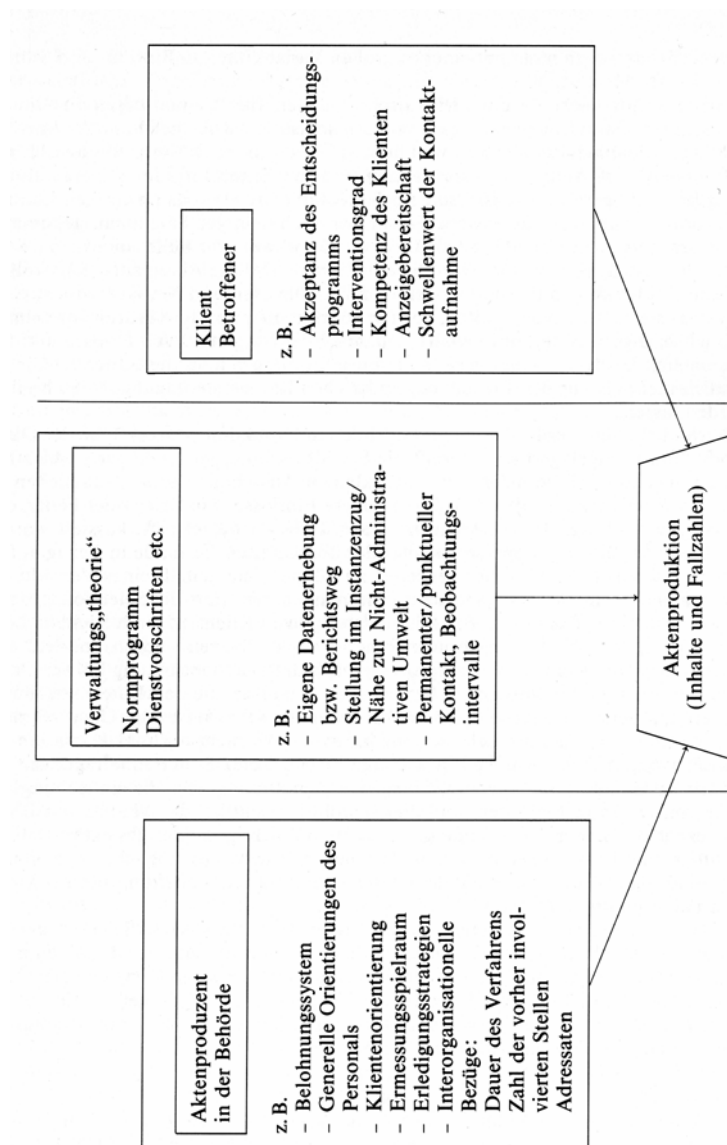 Aktenproduzent
in der Behörde
z. B.
– Belohnungssystem
– Generelle Orientierungen des
Personals
– Klientenorientierung
– Ermessungsspielraum
– Erledigungsstrategien
– Interorganisationelle
Bezüge:
Dauer des Verfahrens
Zahl der vorher invol-
vierten Stellen
Adressaten
Verwaltungs„theorie“
Normprogramm
Dienstvorschriften etc.
z. B.
– Eigene Datenerhebung
bzw. Berichtsweg
– Stellung im Instanzenzug/
Nähe zur Nicht-Administra-
tiven Umwelt
– Permanenter/punktueller
Kontakt, Beobachtungs-
intervalle
Klient
Betroffener
z. B.
– Akzeptanz des Entscheidungs-
programms
– Interventionsgrad
– Kompetenz des Klienten
– Anzeigebereitschaft
– Schwellenwert der Kontakt-
aufnahme
Aktenproduktion
(Inhalte und Fallzahlen)